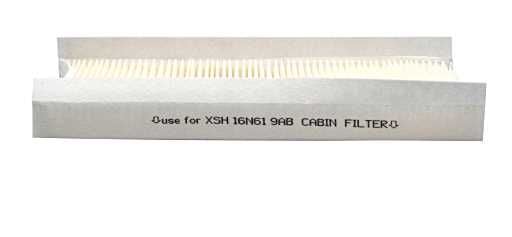 ⇩use for XSH 16N61 9AB CABIN FILTER⇩